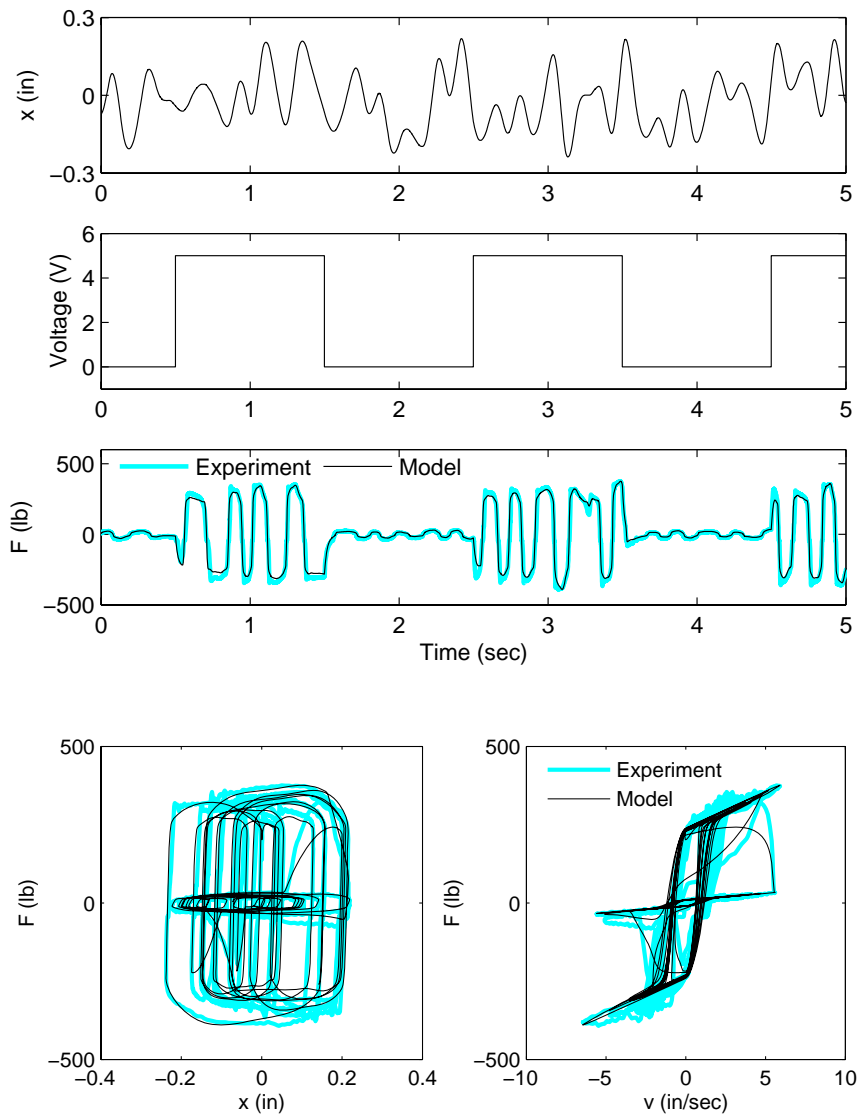 0.3
0
−0.3
x (in)
0 1 2 3 4 5
6
4
2
0
Voltage (V)
0 1 2 3 4 5
500
0
−500
F (lb)
Experiment Model
0 1 2 3 4 5
Time (sec)
500
0
−500
F (lb)
−0.4 −0.2 0 0.2 0.4
x (in)
500
0
−500
F (lb)
Experiment
Model
−10 −5 0 5 10
v (in/sec)